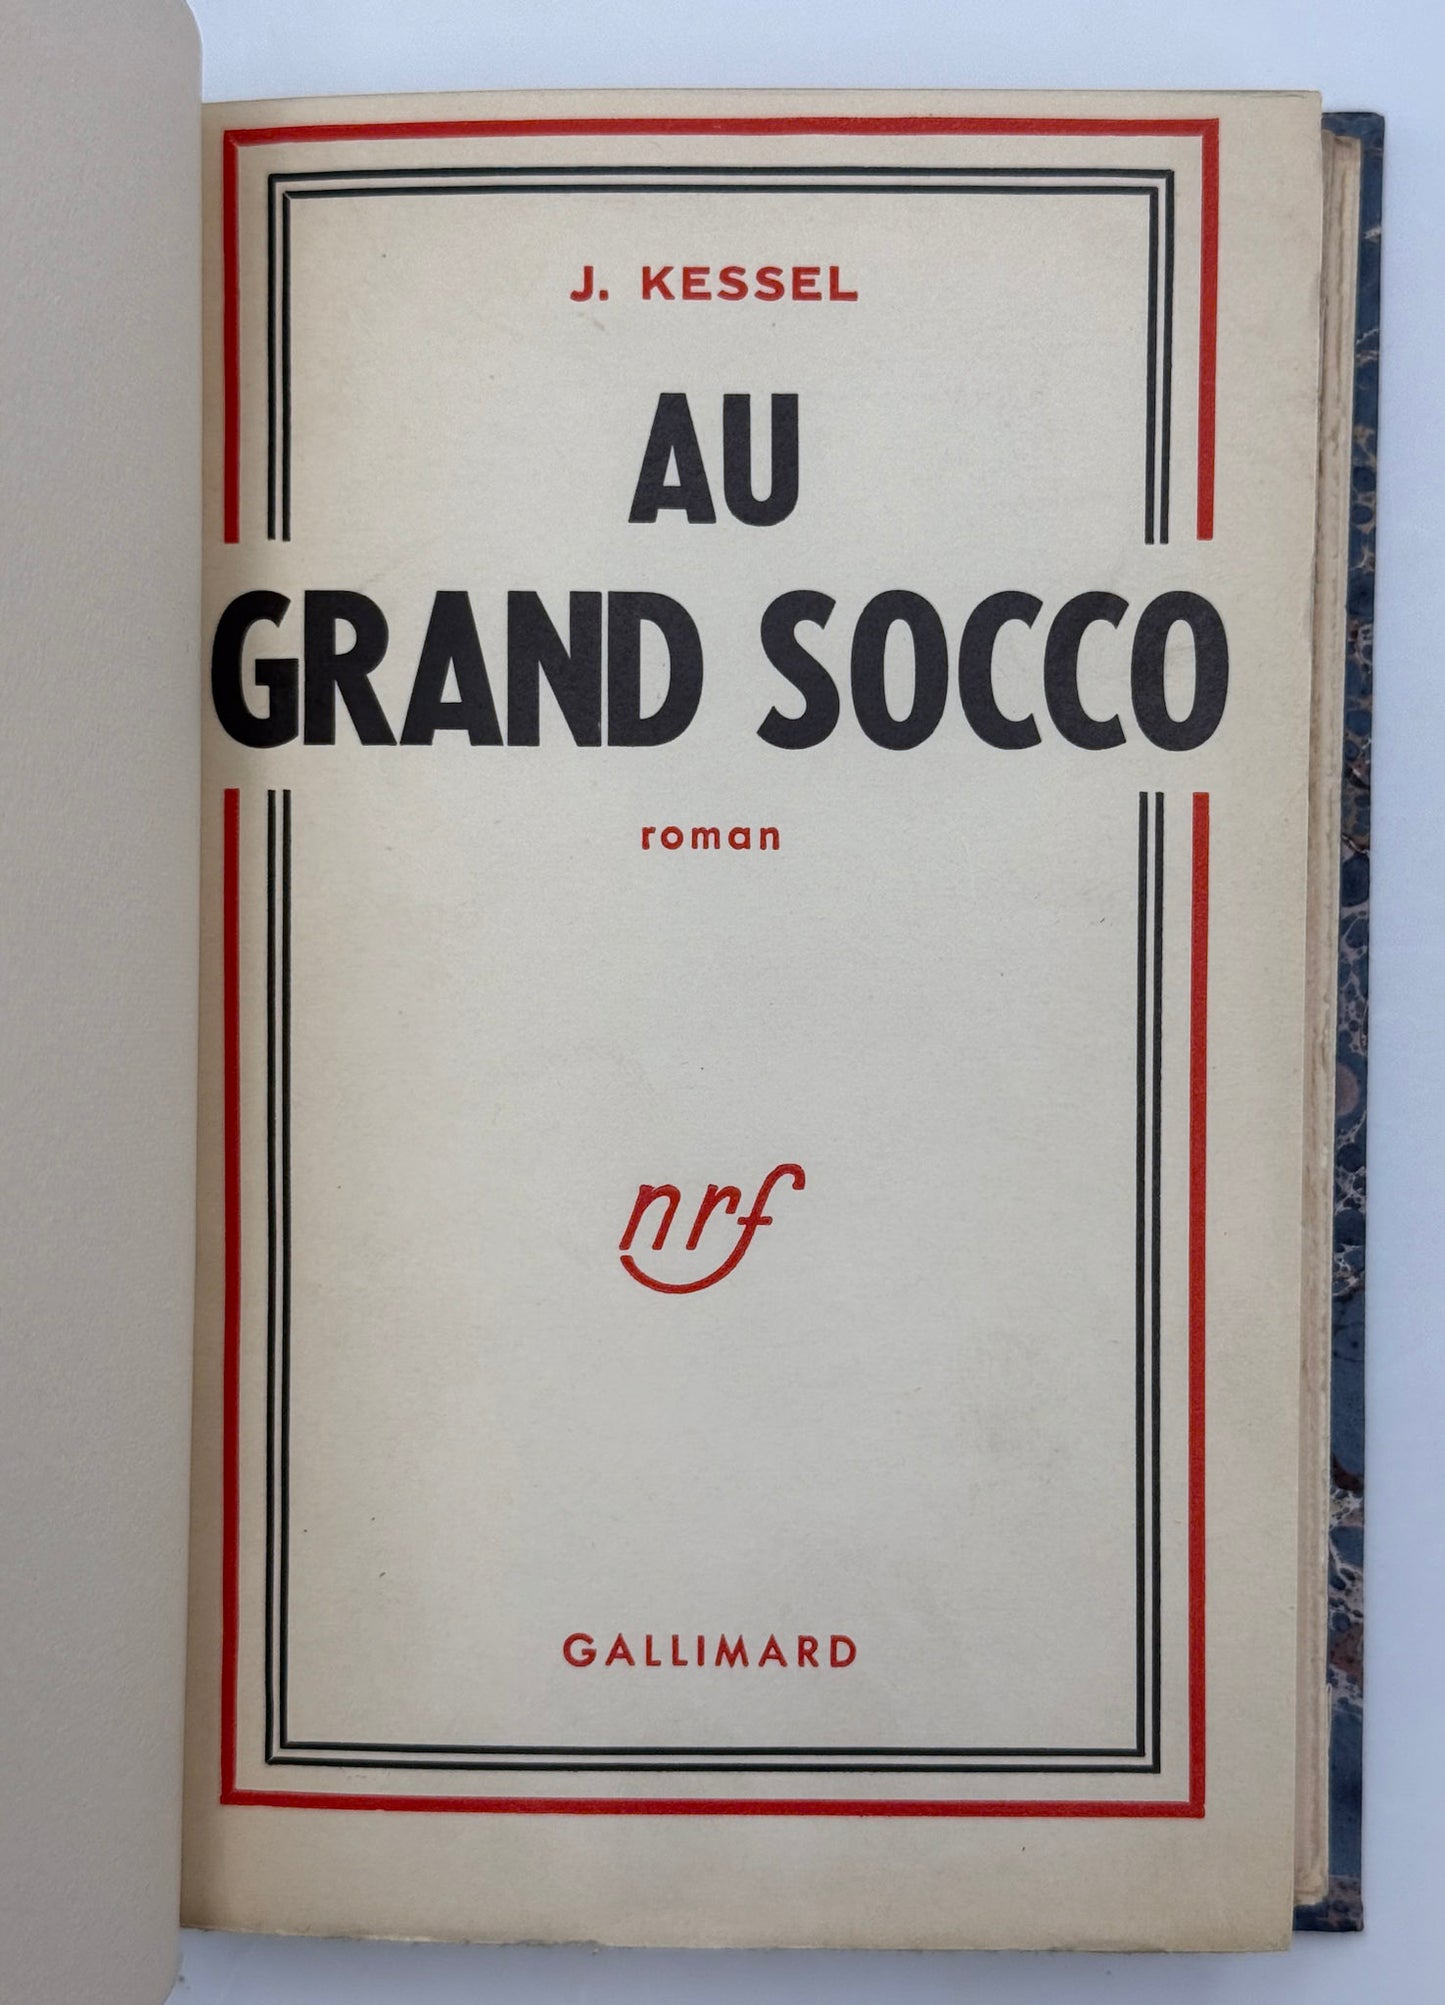 J. KESSEL
AU
GRAND SOCCO
roman
nrf
GALLIMARD